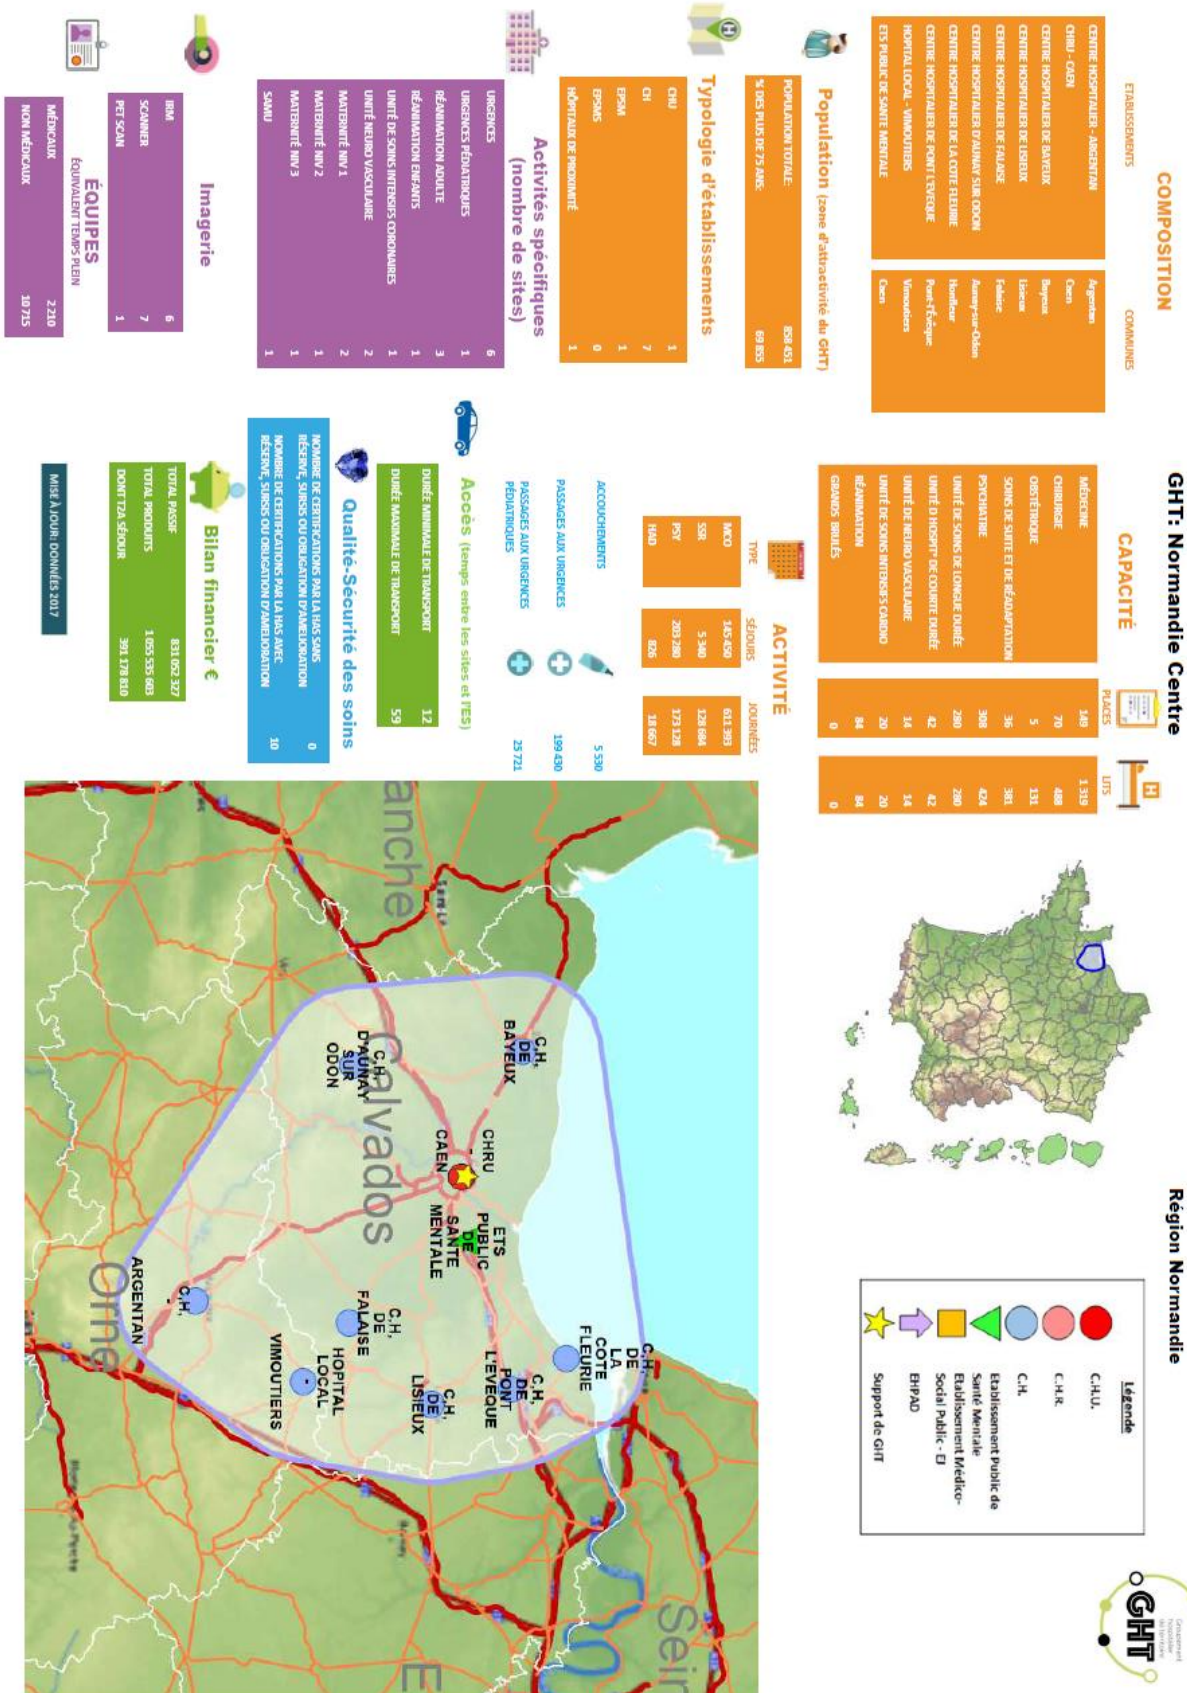 GHT: Normandie Centre
Région Normandie
Groupement
hospitalier
de territoire
GHT
COMPOSITION
ETABLISSEMENTS COMMUNES
CENTRE HOSPITALIER - ARGENTAN Argentan
CHRU - CAEN Caen
CENTRE HOSPITALIER DE BAYEUX Bayeux
CENTRE HOSPITALIER DE LISIEUX Lisieux
CENTRE HOSPITALIER DE FALAISE Falaise
CENTRE HOSPITALIER D'AUNAY SUR ODON Aunay-sur-Odon
CENTRE HOSPITALIER DE LA COTE FLEURIE Honfleur
CENTRE HOSPITALIER DE PONT L'EVEQUE Pont-l'Évêque
HOPITAL LOCAL - VIMOUTIERS Vimoutiers
ETS PUBLIC DE SANTE MENTALE Caen
Population (zone d'attractivité du GHT)
POPULATION TOTALE: 858 451
% DES PLUS DE 75 ANS: 69 855
Typologie d'établissements
CHU 1
CH 7
EPSM 1
EPSMS 0
HÔPITAUX DE PROXIMITÉ 1
Activités spécifiques
(nombre de sites)
URGENCES 6
URGENCES PÉDIATRIQUES 1
RÉANIMATION ADULTE 3
RÉANIMATION ENFANTS 1
UNITÉ DE SOINS INTENSIFS CORONAIRES 1
UNITÉ NEURO VASCULAIRE 2
MATERNITÉ NIV 1 2
MATERNITÉ NIV 2 1
MATERNITÉ NIV 3 1
SAMU 1
Imagerie
IRM 6
SCANNER 7
PET SCAN 1
ÉQUIPES
ÉQUIVALENT TEMPS PLEIN
MÉDICAUX 2 210
NON MÉDICAUX 10 715
CAPACITÉ
PLACES LITS
MÉDECINE 149 1 319
CHIRURGIE 70 488
OBSTÉTRIQUE 5 131
SOINS DE SUITE ET DE RÉADAPTATION 36 381
PSYCHIATRIE 308 424
UNITÉ DE SOINS DE LONGUE DURÉE 280 280
UNITÉ D HOSPIT° DE COURTE DURÉE 42 42
UNITÉ DE NEURO VASCULAIRE 14 14
UNITÉ DE SOINS INTENSIFS CARDIO 20 20
RÉANIMATION 84 84
GRANDS BRULÉS 0 0
ACTIVITÉ
TYPE SÉJOURS JOURNÉES
MCO 145 450 611 393
SSR 5 340 128 684
PSY 203 280 173 128
HAD 826 18 667
ACCOUCHEMENTS 5 530
PASSAGES AUX URGENCES 199 430
PASSAGES AUX URGENCES
PÉDIATRIQUES 25 721
Accès (temps entre les sites et l'ES)
DURÉE MINIMALE DE TRANSPORT 12
DURÉE MAXIMALE DE TRANSPORT 59
Qualité-Sécurité des soins
NOMBRE DE CERTIFICATIONS PAR LA HAS SANS
RÉSERVE, SURSIS OU OBLIGATION D'AMELIORATION 0
NOMBRE DE CERTIFICATIONS PAR LA HAS AVEC
RÉSERVE, SURSIS OU OBLIGATION D'AMELIORATION 10
Bilan financier €
TOTAL PASSIF 831 052 327
TOTAL PRODUITS 1 055 535 603
DONT T2A SÉJOUR 391 178 810
MISE À JOUR: DONNÉES 2017
Légende
C.H.U.
C.H.R.
C.H.
Etablissement Public de
Santé Mentale
Etablissement Médico-
Social Public - EJ
EHPAD
Support de GHT
anche
Calvados
Orne
Sein
E
Saint-Lô
C.H.
DE
BAYEUX
C.H.
D'AUNAY
SUR
ODON
CHRU
-
CAEN
ETS
PUBLIC
DE
SANTE
MENTALE
C.H.
DE
LA
COTE
FLEURIE
C.H.
DE
PONT
L'EVEQUE
C.H.
DE
LISIEUX
C.H.
DE
FALAISE
HOPITAL
LOCAL
-
VIMOUTIERS
C.H.
-
ARGENTAN